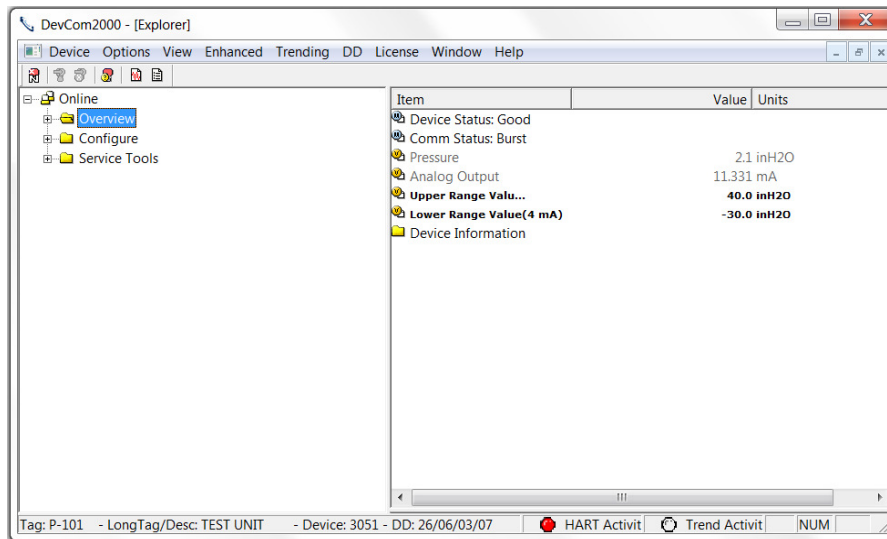 DevCom2000 - [Explorer]
Device Options View Enhanced Trending DD License Window Help
Online
Overview
Configure
Service Tools
Item Value Units
Device Status: Good
Comm Status: Burst
Pressure 2.1 inH2O
Analog Output 11.331 mA
Upper Range Valu... 40.0 inH2O
Lower Range Value(4 mA) -30.0 inH2O
Device Information
Tag: P-101 - LongTag/Desc: TEST UNIT - Device: 3051 - DD: 26/06/03/07 HART Activit Trend Activit NUM